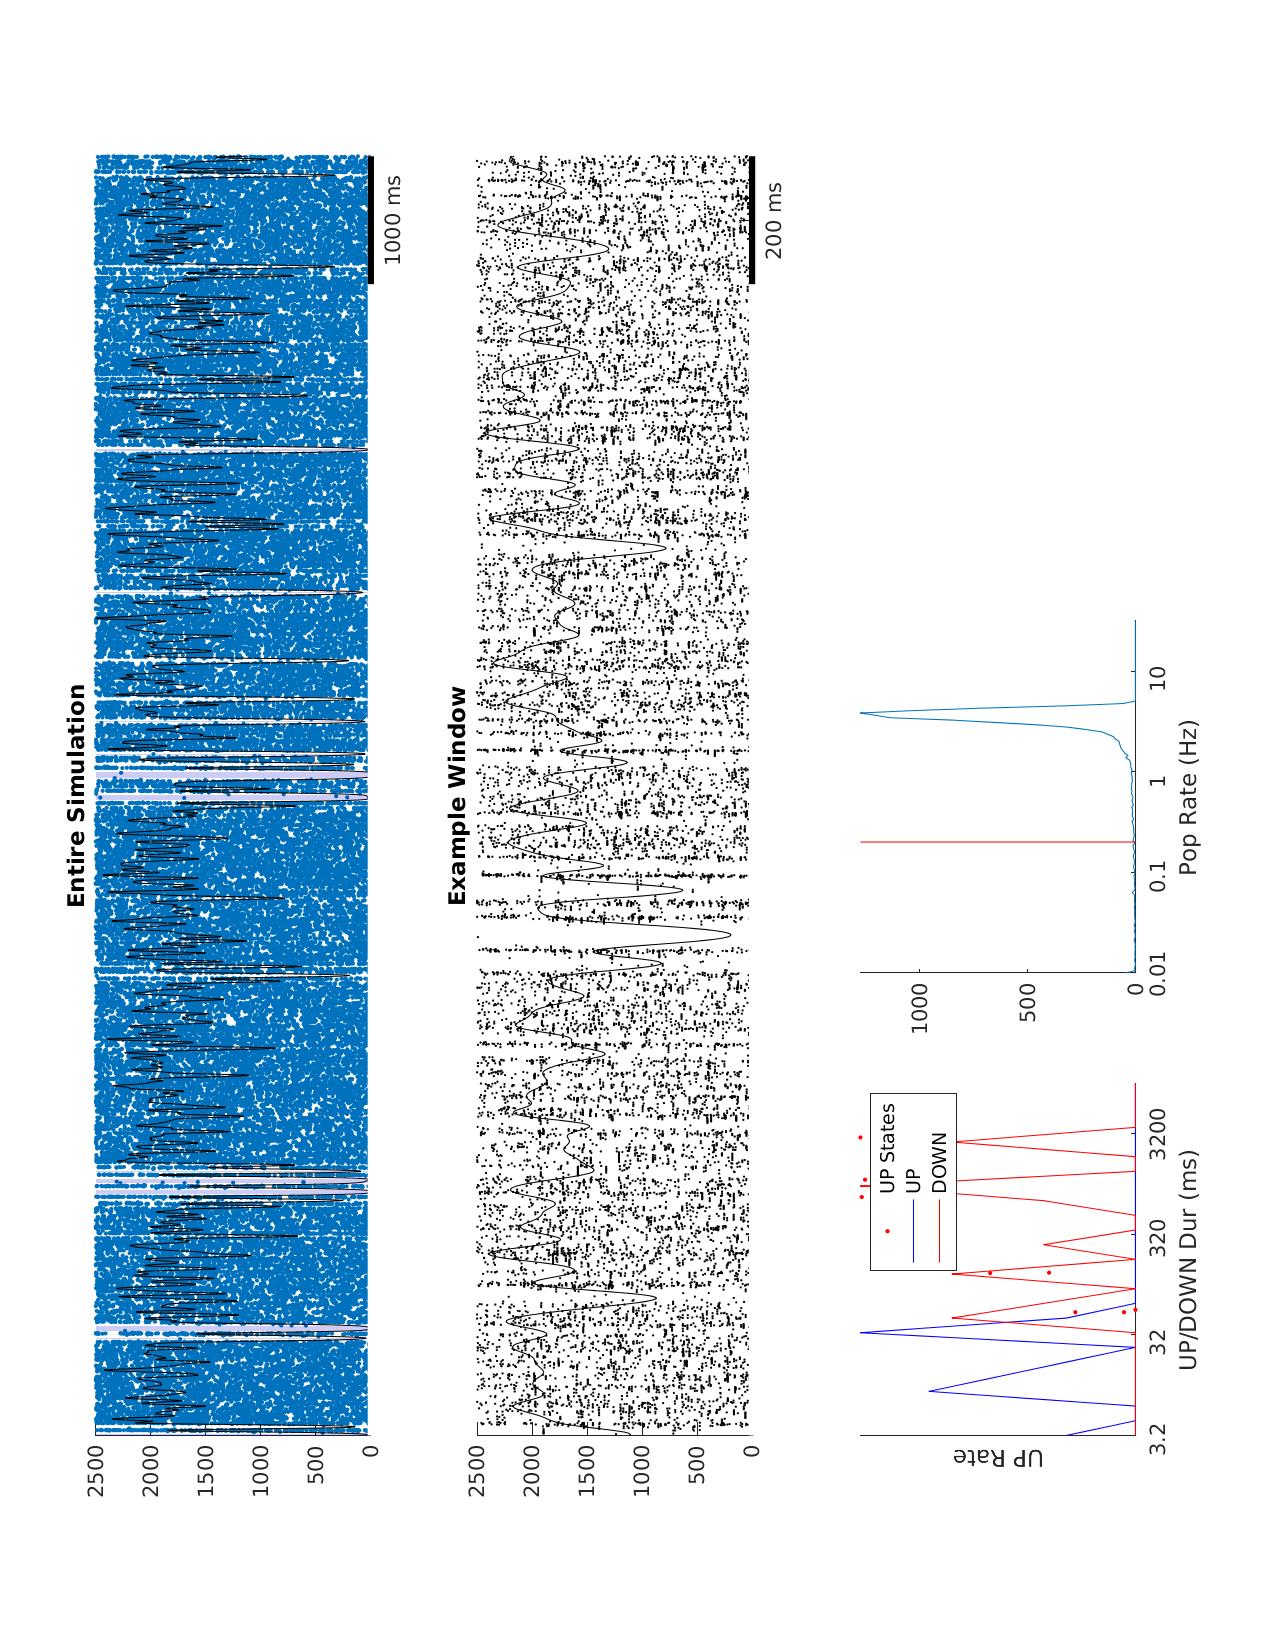 Entire Simulation
2500
2000
1500
1000
500
0
1000 ms
Example Window
2500
2000
1500
1000
500
0
200 ms
UP Rate
UP States
UP
DOWN
3.2
32
320
3200
UP/DOWN Dur (ms)
1000
500
0
0.01
0.1
1
10
Pop Rate (Hz)